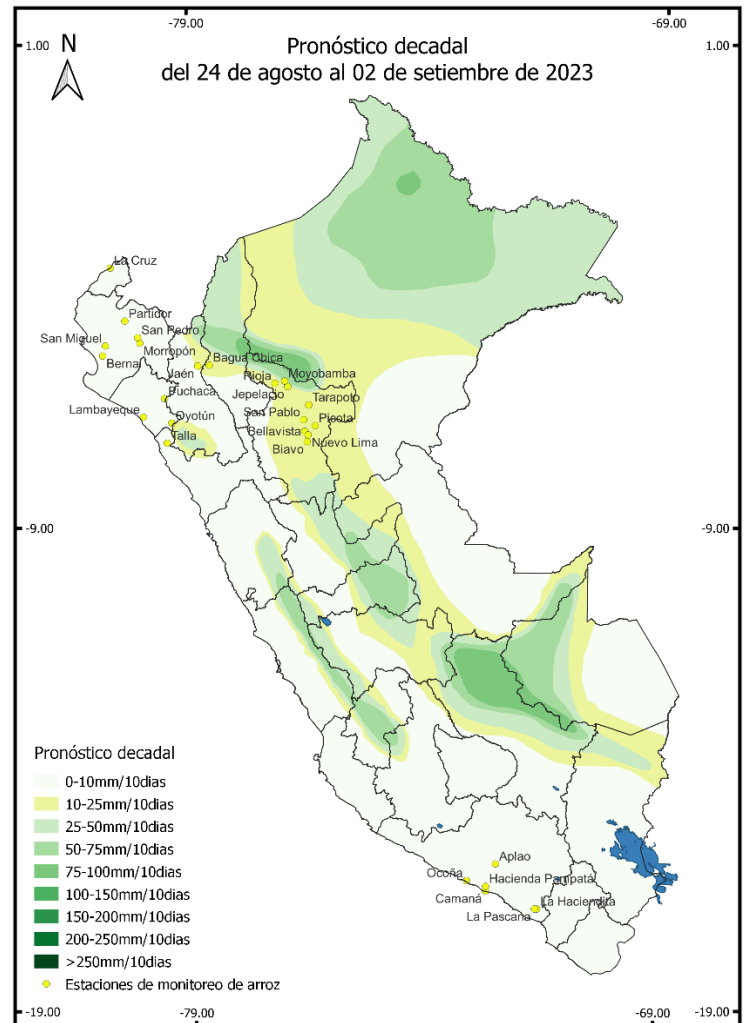 -79.00
-69.00
1.00
1.00
N
Pronóstico decadal
del 24 de agosto al 02 de setiembre de 2023
La Cruz
Partidor
San Pedro
San Miguel
Morropón
Bernal
Jaén
Bagua Chica
Rioja
Moyobamba
Puchaca
Jepelacio
Tarapoto
Lambayeque
Oyotún
San Pablo
Picota
Talla
Bellavista
Nuevo Lima
Biavo
-9.00
-9.00
Aplao
Ocoña
Hacienda Pampatá
Camaná
La Haciendita
La Pascana
Pronóstico decadal
0-10mm/10dias
10-25mm/10dias
25-50mm/10dias
50-75mm/10dias
75-100mm/10dias
100-150mm/10dias
150-200mm/10dias
200-250mm/10dias
>250mm/10dias
Estaciones de monitoreo de arroz
-19.00
-19.00
-79.00
-69.00